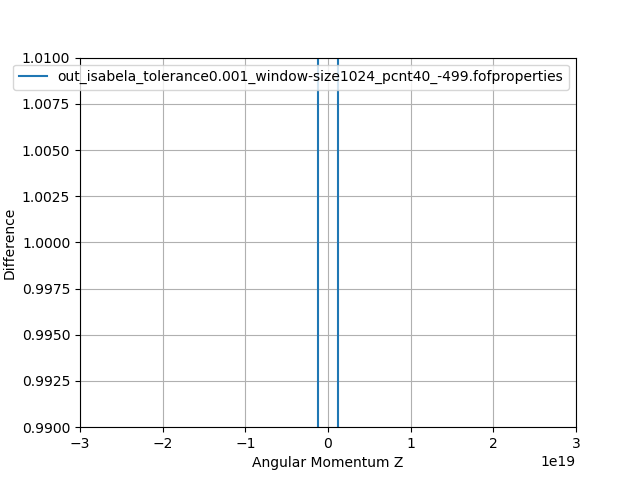 out_isabela_tolerance0.001_window-size1024_pcnt40_-499.fofproperties
1.0100
1.0075
1.0050
1.0025
1.0000
0.9975
0.9950
0.9925
0.9900
Difference
−3 −2 −1 0 1 2 3
1e19
Angular Momentum Z